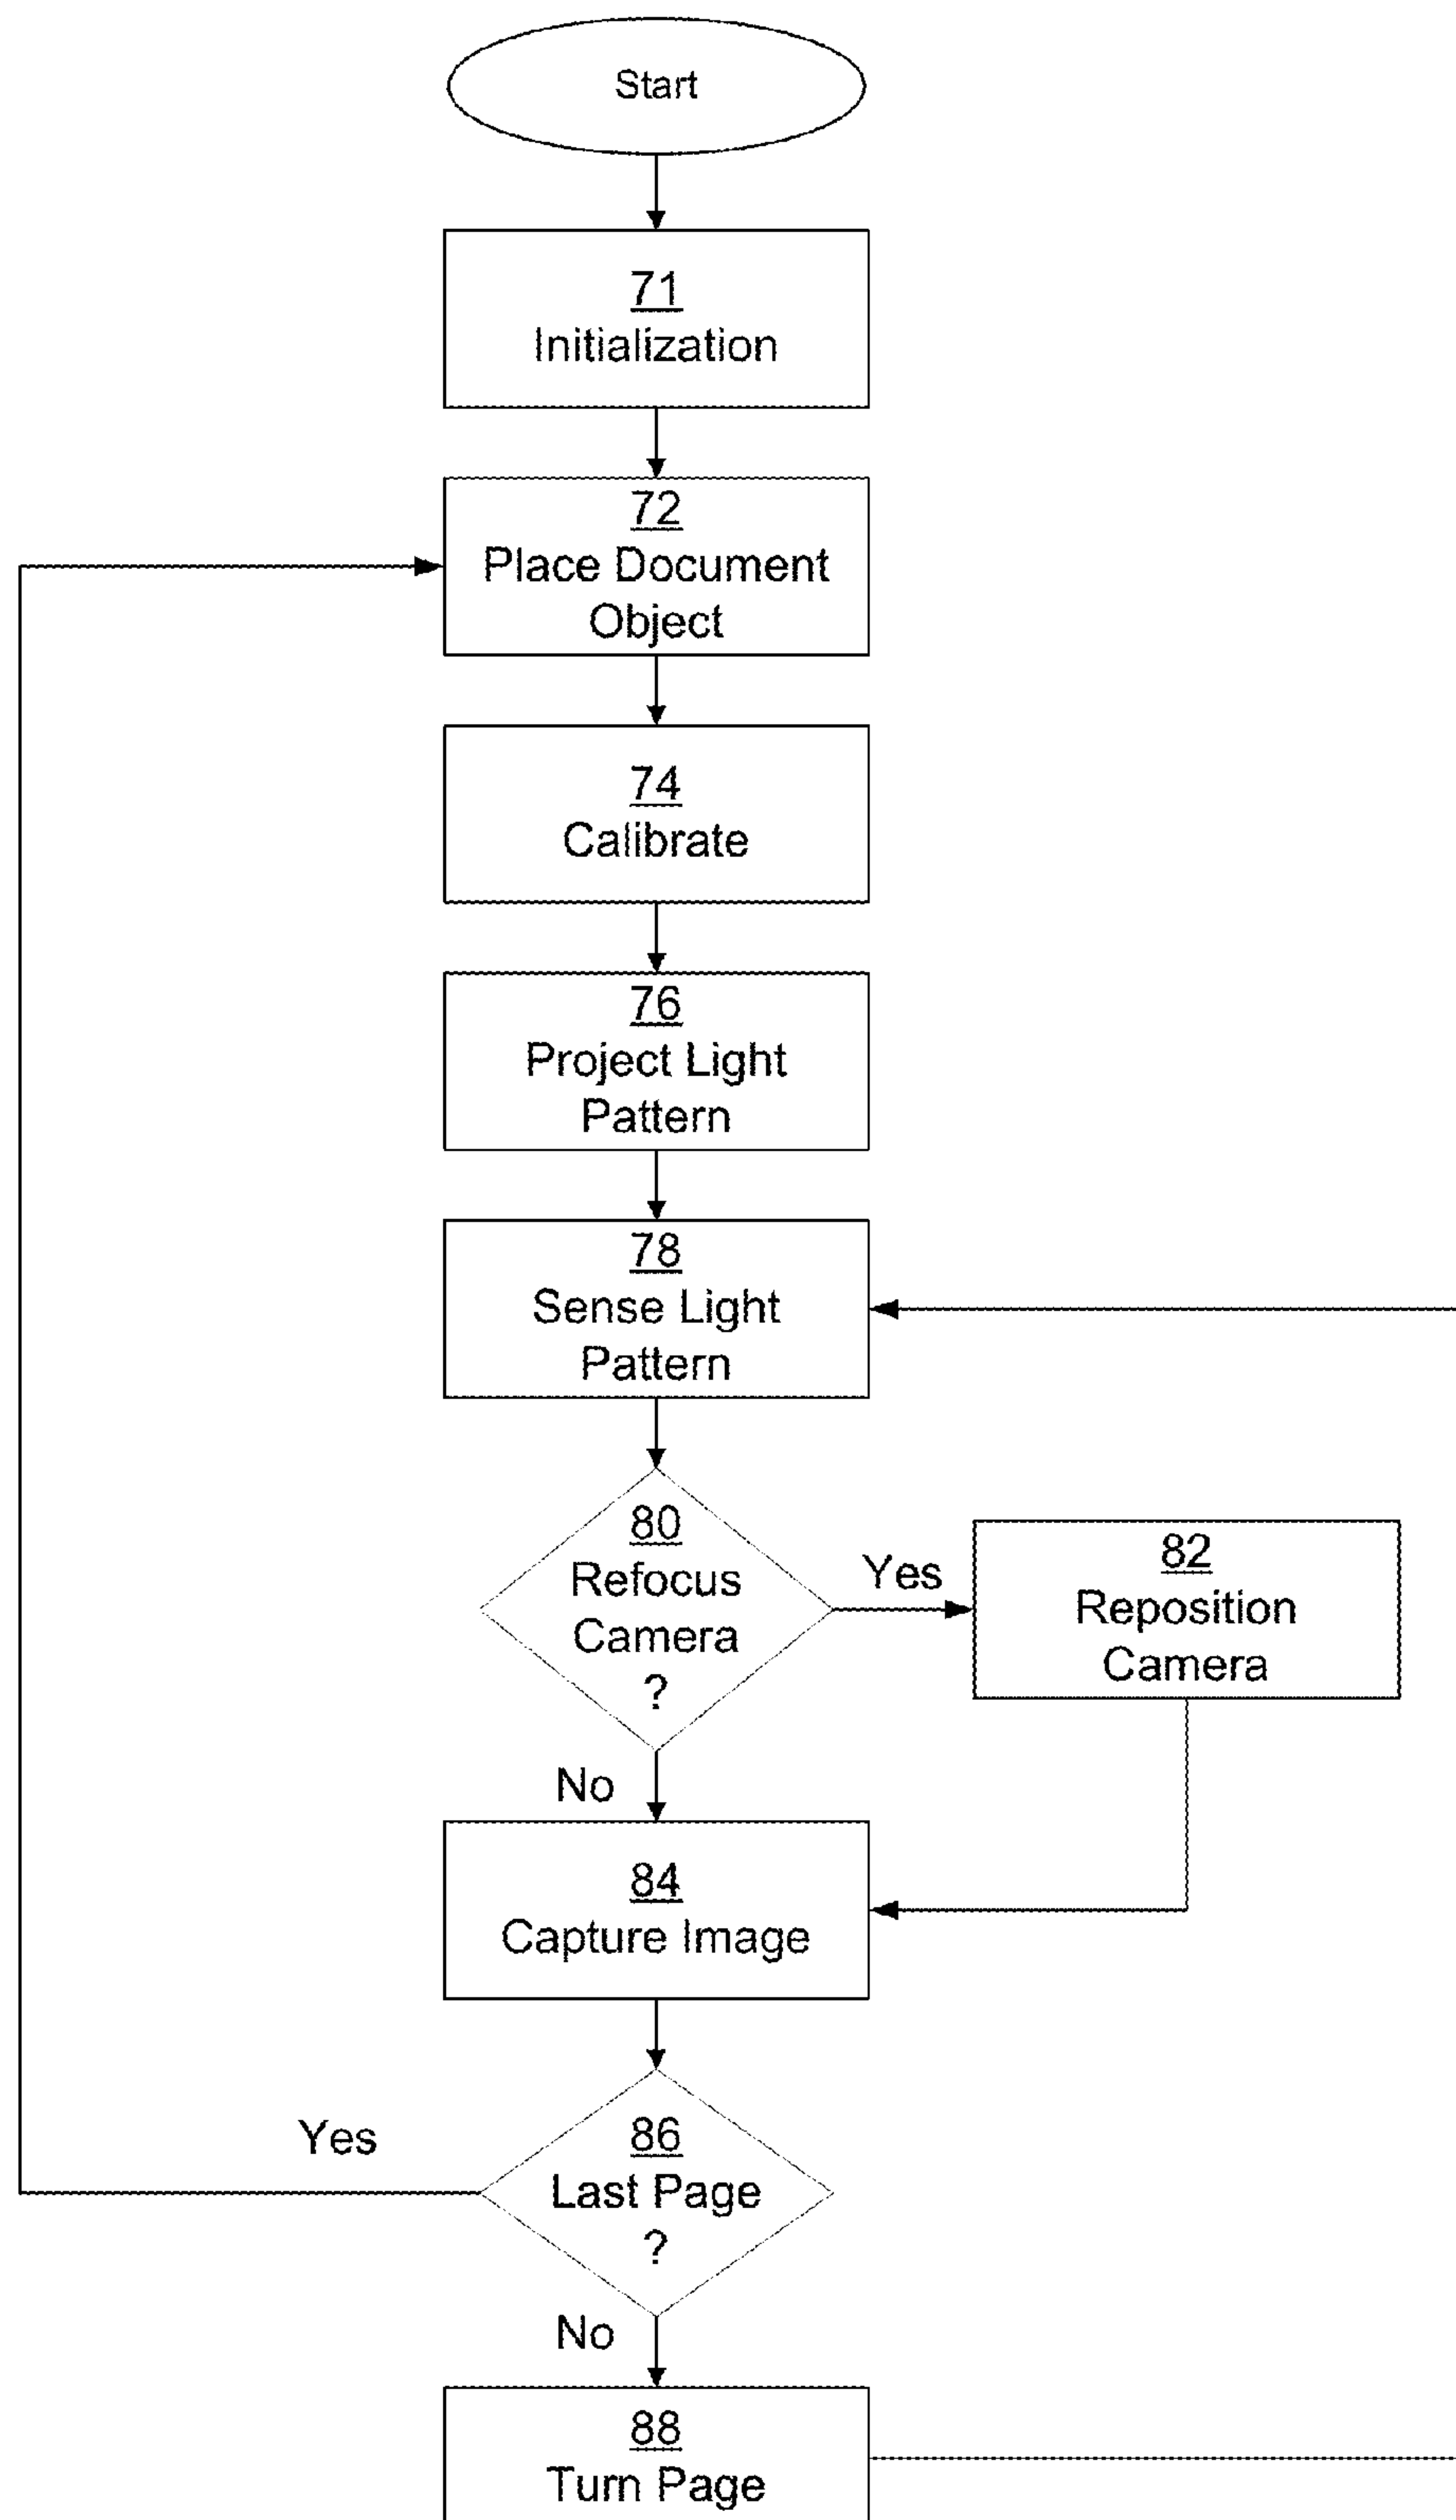 Start
71
Initialization
72
Place Document
Object
74
Calibrate
76
Project Light
Pattern
78
Sense Light
Pattern
80
Refocus
Camera
?
Yes
82
Reposition
Camera
No
84
Capture Image
Yes
86
Last Page
?
No
88
Turn Page